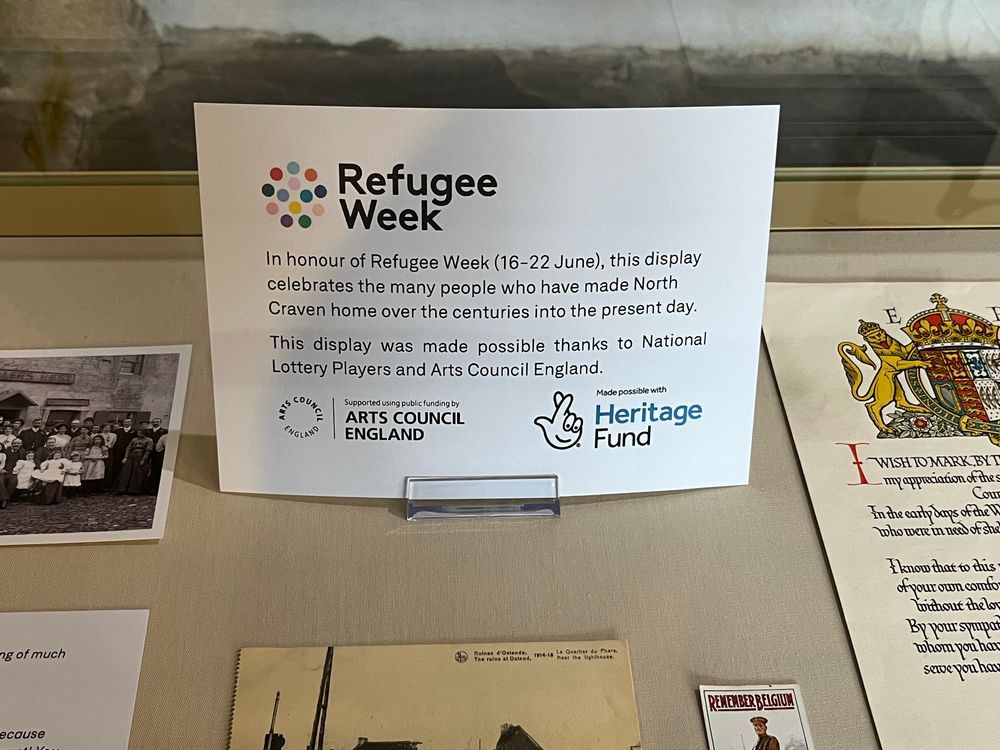 Refugee
Week
In honour of Refugee Week (16–22 June), this display
celebrates the many people who have made North
Craven home over the centuries into the present day.
This display was made possible thanks to National
Lottery Players and Arts Council England.
ARTS COUNCIL
ENGLAND
Supported using public funding by
ARTS COUNCIL
ENGLAND
Made possible with
Heritage
Fund
E
I WISH TO MARK, BY
my appreciation of the
In the early days of the
who were in need of
I know that to this
of your own
without the
By your
whom you
serve you
ng of much
ecause
Ruines d'Ostende, 1914-18 Le Quartier du Phare.
The ruins of Ostend, Near the lighthouse.
REMEMBER BELGIUM